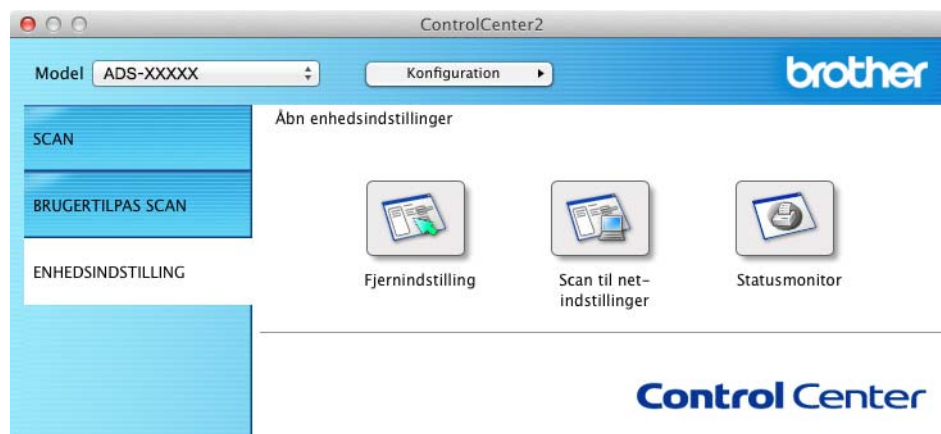 ControlCenter2
Model ADS-XXXXX Konfiguration brother
SCAN
BRUGERTILPAS SCAN
ENHEDSINDSTILLING
Åbn enhedsindstillinger
Fjernindstilling
Scan til net-
indstillinger
Statusmonitor
Control Center